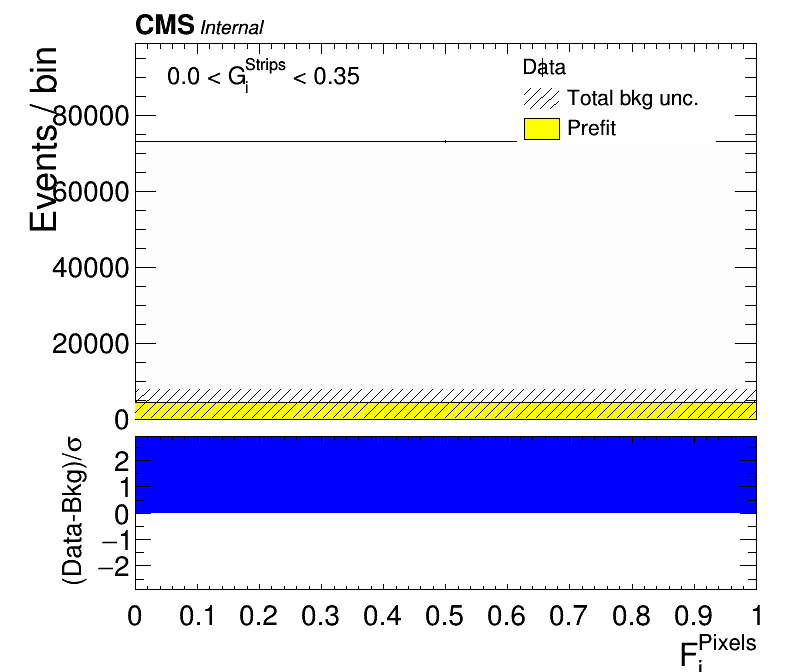 CMS Internal
0.0 < G_i^Strips < 0.35
Data
Total bkg unc.
Prefit
Events / bin
80000
60000
40000
20000
0
(Data-Bkg)/σ
2
1
0
−1
−2
0 0.1 0.2 0.3 0.4 0.5 0.6 0.7 0.8 0.9 1
F_i^Pixels